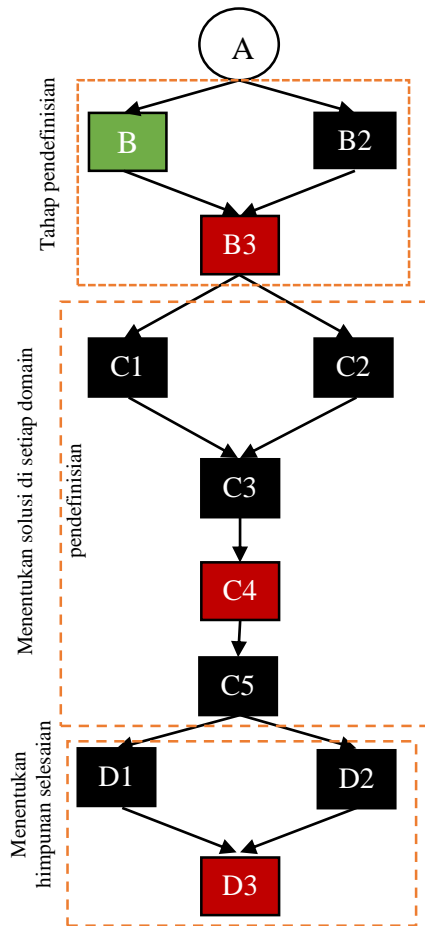 A
Tahap pendefinisian
B
B2
B3
Menentukan solusi di setiap domain
pendefinisian
C1
C2
C3
C4
C5
Menentukan
himpunan selesaian
D1
D2
D3